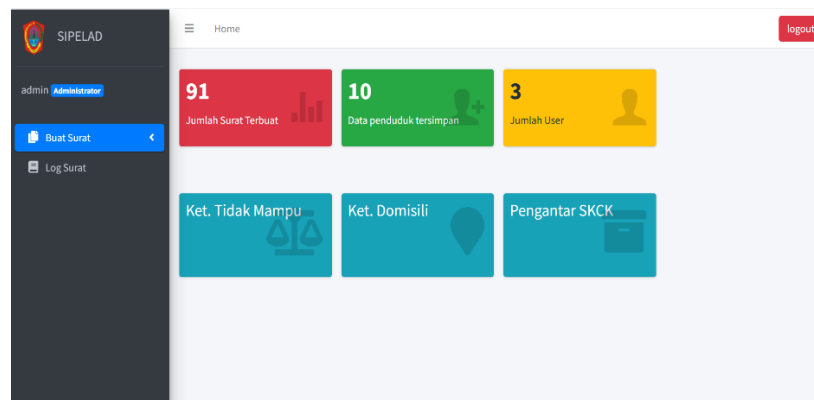 SIPELAD
Home
logout
admin Administrator
Buat Surat
Log Surat
91
Jumlah Surat Terbuat
10
Data penduduk tersimpan
3
Jumlah User
Ket. Tidak Mampu
Ket. Domisili
Pengantar SKCK